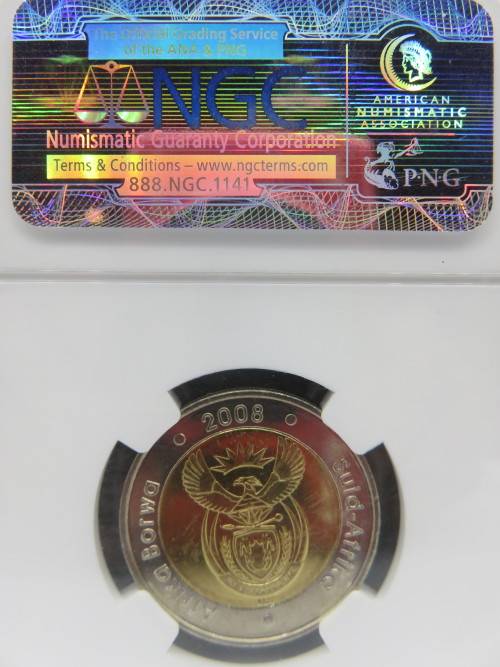 The Official Grading Service
of the ANA & PNG
NGC
Numismatic Guaranty Corporation
Terms & Conditions – www.ngcterms.com
888.NGC.1141
AMERICAN
NUMISMATIC
ASSOCIATION
P·N·G
2008
Afrika Borwa
Suid-Afrika